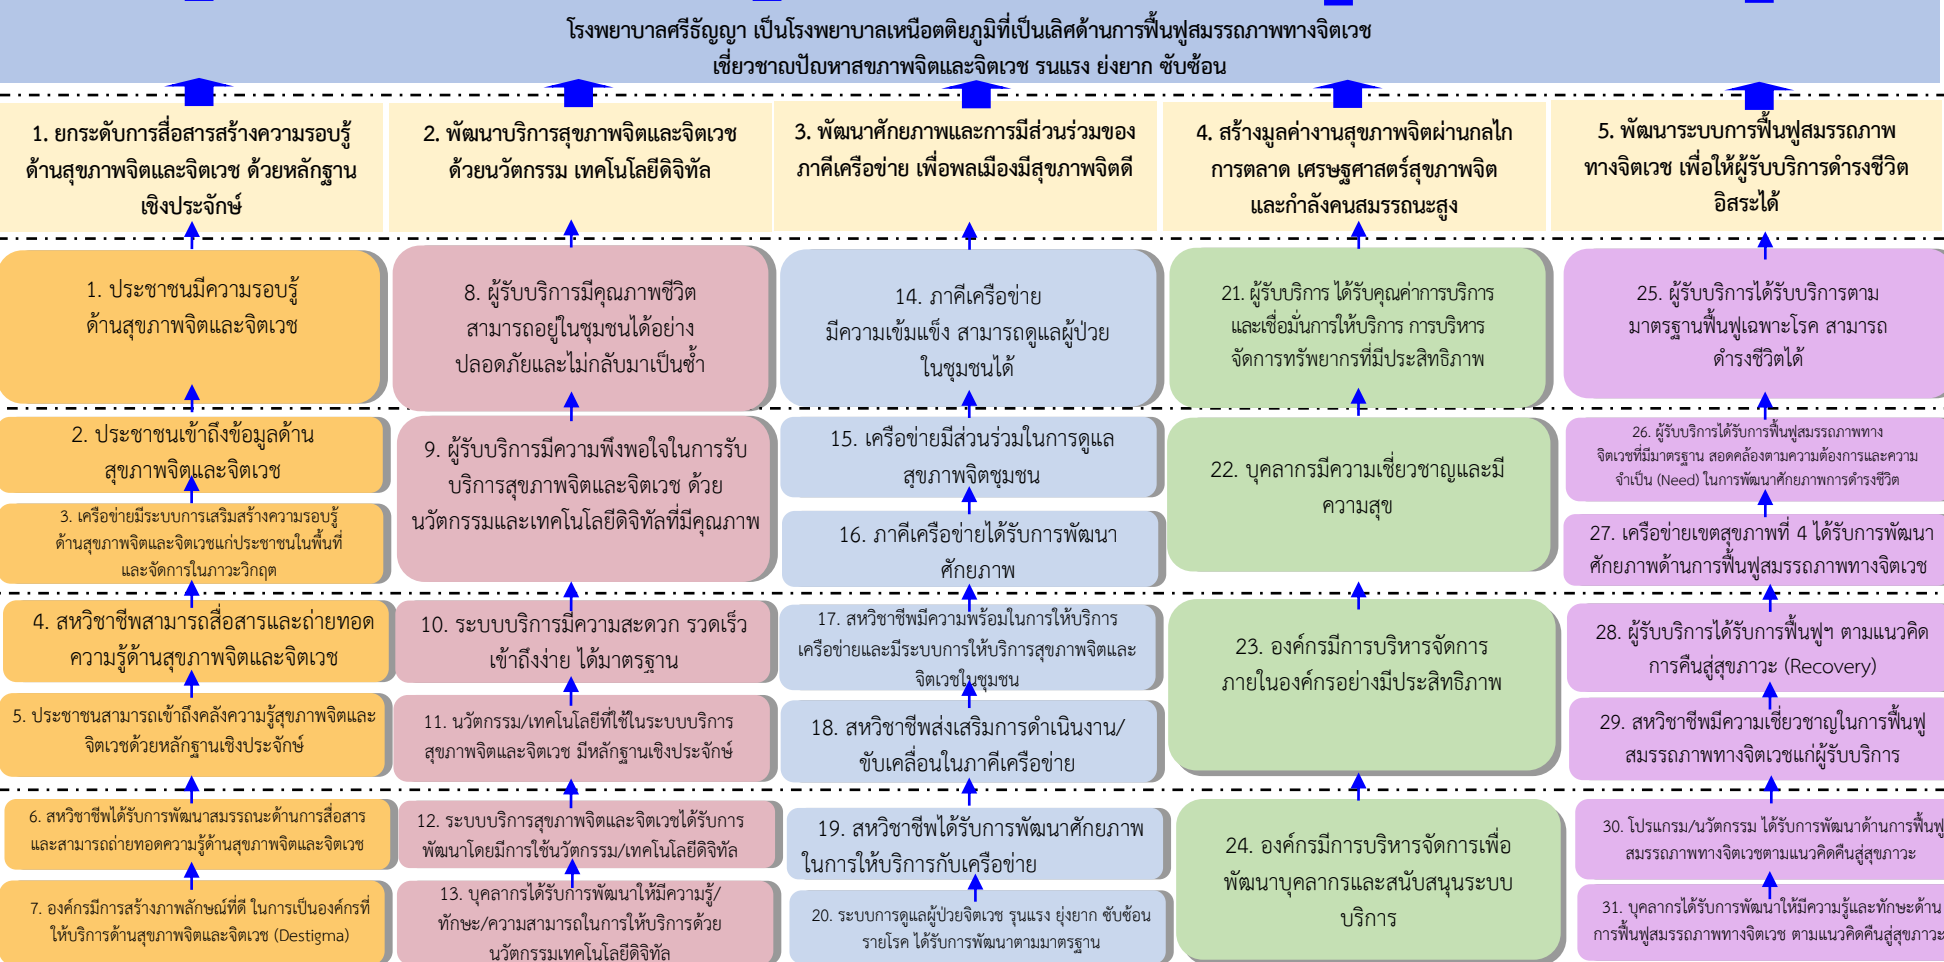 โรงพยาบาลศรีธัญญา เป็นโรงพยาบาลเหนือตติยภูมิที่เป็นเลิศด้านการฟื้นฟูสมรรถภาพทางจิตเวช
เชี่ยวชาญปัญหาสุขภาพจิตและจิตเวช รุนแรง ยุ่งยาก ซับซ้อน
1. ยกระดับการสื่อสารสร้างความรอบรู้
ด้านสุขภาพจิตและจิตเวช ด้วยหลักฐาน
เชิงประจักษ์
2. พัฒนาบริการสุขภาพจิตและจิตเวช
ด้วยนวัตกรรม เทคโนโลยีดิจิทัล
3. พัฒนาศักยภาพและการมีส่วนร่วมของ
ภาคีเครือข่าย เพื่อพลเมืองมีสุขภาพจิตดี
4. สร้างมูลค่างานสุขภาพจิตผ่านกลไก
การตลาด เศรษฐศาสตร์สุขภาพจิต
และกำลังคนสมรรถนะสูง
5. พัฒนาระบบการฟื้นฟูสมรรถภาพ
ทางจิตเวช เพื่อให้ผู้รับบริการดำรงชีวิต
อิสระได้
1. ประชาชนมีความรอบรู้
ด้านสุขภาพจิตและจิตเวช
8. ผู้รับบริการมีคุณภาพชีวิต
สามารถอยู่ในชุมชนได้อย่าง
ปลอดภัยและไม่กลับมาเป็นซ้ำ
14. ภาคีเครือข่าย
มีความเข้มแข็ง สามารถดูแลผู้ป่วย
ในชุมชนได้
21. ผู้รับบริการ ได้รับคุณค่าการบริการ
และเชื่อมั่นการให้บริการ การบริหาร
จัดการทรัพยากรที่มีประสิทธิภาพ
25. ผู้รับบริการได้รับบริการตาม
มาตรฐานฟื้นฟูเฉพาะโรค สามารถ
ดำรงชีวิตได้
2. ประชาชนเข้าถึงข้อมูลด้าน
สุขภาพจิตและจิตเวช
3. เครือข่ายมีระบบการเสริมสร้างความรอบรู้
ด้านสุขภาพจิตและจิตเวชแก่ประชาชนในพื้นที่
และจัดการในภาวะวิกฤต
9. ผู้รับบริการมีความพึงพอใจในการรับ
บริการสุขภาพจิตและจิตเวช ด้วย
นวัตกรรมและเทคโนโลยีดิจิทัลที่มีคุณภาพ
15. เครือข่ายมีส่วนร่วมในการดูแล
สุขภาพจิตชุมชน
16. ภาคีเครือข่ายได้รับการพัฒนา
ศักยภาพ
22. บุคลากรมีความเชี่ยวชาญและมี
ความสุข
26. ผู้รับบริการได้รับการฟื้นฟูสมรรถภาพทาง
จิตเวชที่มีมาตรฐาน สอดคล้องตามความต้องการและความ
จำเป็น (Need) ในการพัฒนาศักยภาพการดำรงชีวิต
27. เครือข่ายเขตสุขภาพที่ 4 ได้รับการพัฒนา
ศักยภาพด้านการฟื้นฟูสมรรถภาพทางจิตเวช
4. สหวิชาชีพสามารถสื่อสารและถ่ายทอด
ความรู้ด้านสุขภาพจิตและจิตเวช
5. ประชาชนสามารถเข้าถึงคลังความรู้สุขภาพจิตและ
จิตเวชด้วยหลักฐานเชิงประจักษ์
10. ระบบบริการมีความสะดวก รวดเร็ว
เข้าถึงง่าย ได้มาตรฐาน
11. นวัตกรรม/เทคโนโลยีที่ใช้ในระบบบริการ
สุขภาพจิตและจิตเวช มีหลักฐานเชิงประจักษ์
17. สหวิชาชีพมีความพร้อมในการให้บริการ
เครือข่ายและมีระบบการให้บริการสุขภาพจิตและ
จิตเวชในชุมชน
18. สหวิชาชีพส่งเสริมการดำเนินงาน/
ขับเคลื่อนในภาคีเครือข่าย
23. องค์กรมีการบริหารจัดการ
ภายในองค์กรอย่างมีประสิทธิภาพ
28. ผู้รับบริการได้รับการฟื้นฟูฯ ตามแนวคิด
การคืนสู่สุขภาวะ (Recovery)
29. สหวิชาชีพมีความเชี่ยวชาญในการฟื้นฟู
สมรรถภาพทางจิตเวชแก่ผู้รับบริการ
6. สหวิชาชีพได้รับการพัฒนาสมรรถนะด้านการสื่อสาร
และสามารถถ่ายทอดความรู้ด้านสุขภาพจิตและจิตเวช
7. องค์กรมีการสร้างภาพลักษณ์ที่ดี ในการเป็นองค์กรที่
ให้บริการด้านสุขภาพจิตและจิตเวช (Destigma)
12. ระบบบริการสุขภาพจิตและจิตเวชได้รับการ
พัฒนาโดยมีการใช้นวัตกรรม/เทคโนโลยีดิจิทัล
13. บุคลากรได้รับการพัฒนาให้มีความรู้/
ทักษะ/ความสามารถในการให้บริการด้วย
นวัตกรรมเทคโนโลยีดิจิทัล
19. สหวิชาชีพได้รับการพัฒนาศักยภาพ
ในการให้บริการกับเครือข่าย
20. ระบบการดูแลผู้ป่วยจิตเวช รุนแรง ยุ่งยาก ซับซ้อน
รายโรค ได้รับการพัฒนาตามมาตรฐาน
24. องค์กรมีการบริหารจัดการเพื่อ
พัฒนาบุคลากรและสนับสนุนระบบ
บริการ
30. โปรแกรม/นวัตกรรม ได้รับการพัฒนาด้านการฟื้นฟู
สมรรถภาพทางจิตเวชตามแนวคิดคืนสู่สุขภาวะ
31. บุคลากรได้รับการพัฒนาให้มีความรู้และทักษะด้าน
การฟื้นฟูสมรรถภาพทางจิตเวช ตามแนวคิดคืนสู่สุขภาวะ